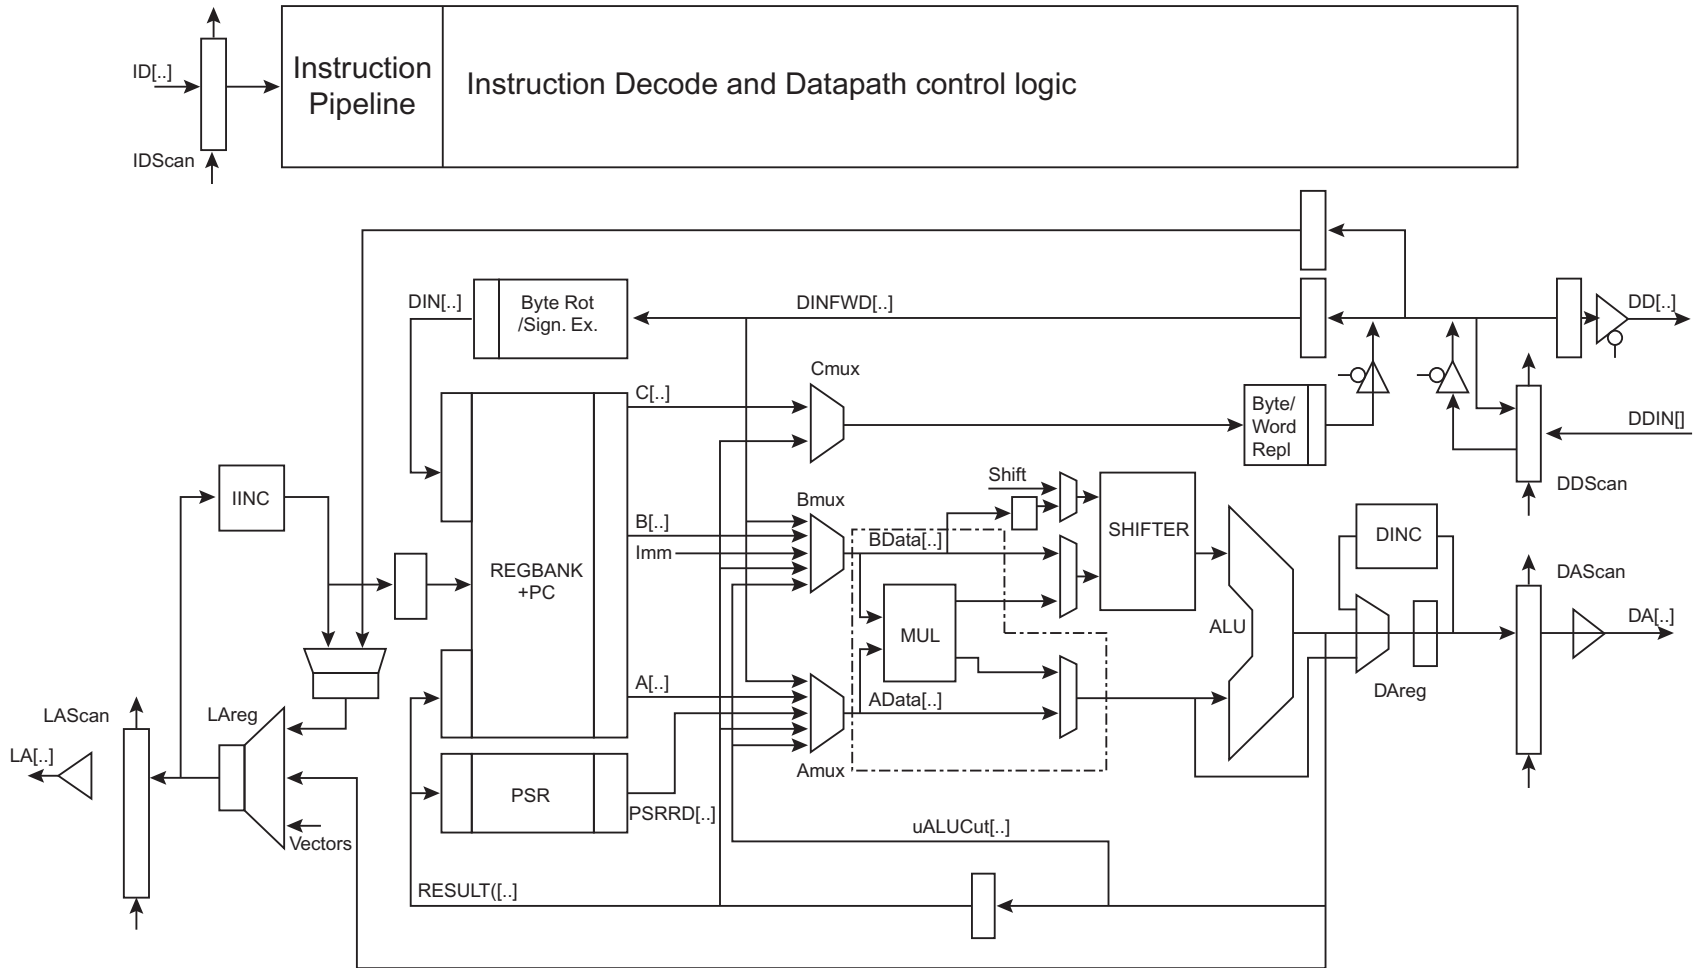 ID[..]
IDScan
Instruction
Pipeline
Instruction Decode and Datapath control logic
DIN[..]
Byte Rot
/Sign. Ex.
DINFWD[..]
DD[..]
Cmux
C[..]
Byte/
Word
Repl
DDIN[]
DDScan
IINC
Shift
Bmux
B[..]
BData[..]
Imm
SHIFTER
DINC
REGBANK
+PC
DAScan
MUL
ALU
DA[..]
A[..]
AData[..]
DAreg
LAScan
LAreg
LA[..]
Amux
PSR
PSRRD[..]
Vectors
uALUCut[..]
RESULT([..]